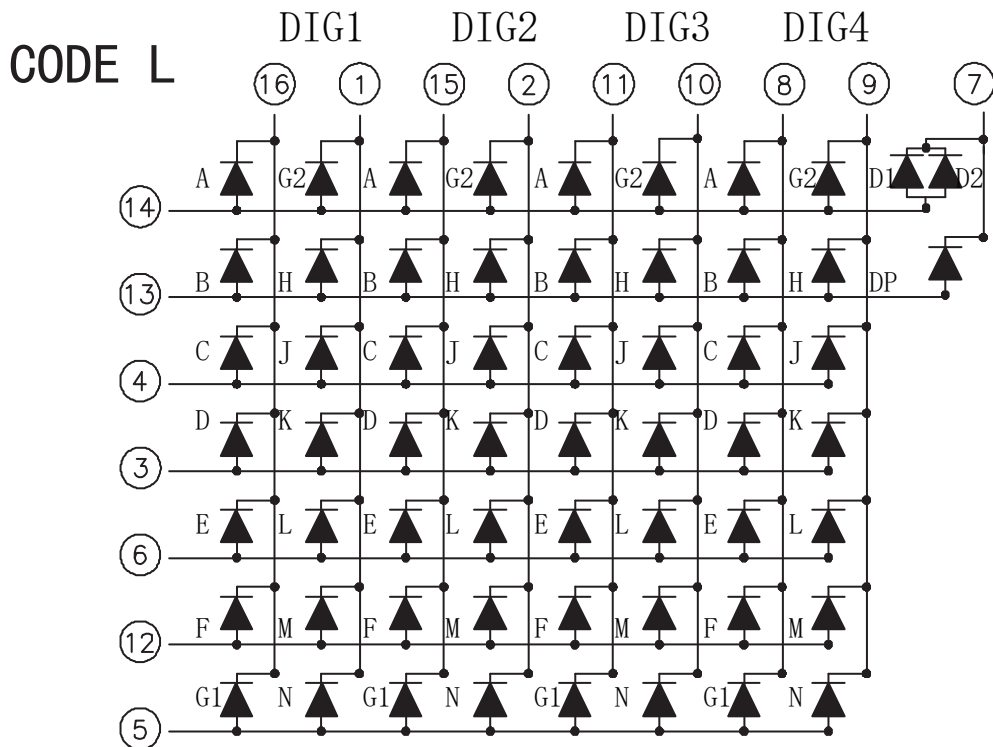 DIG1 DIG2 DIG3 DIG4
CODE L
16 1 15 2 11 10 8 9 7
A G2 A G2 A G2 A G2 D1 D2
14
B H B H B H B H DP
13
C J C J C J C J
4
D K D K D K D K
3
E L E L E L E L
6
F M F M F M F M
12
G1 N G1 N G1 N G1 N
5